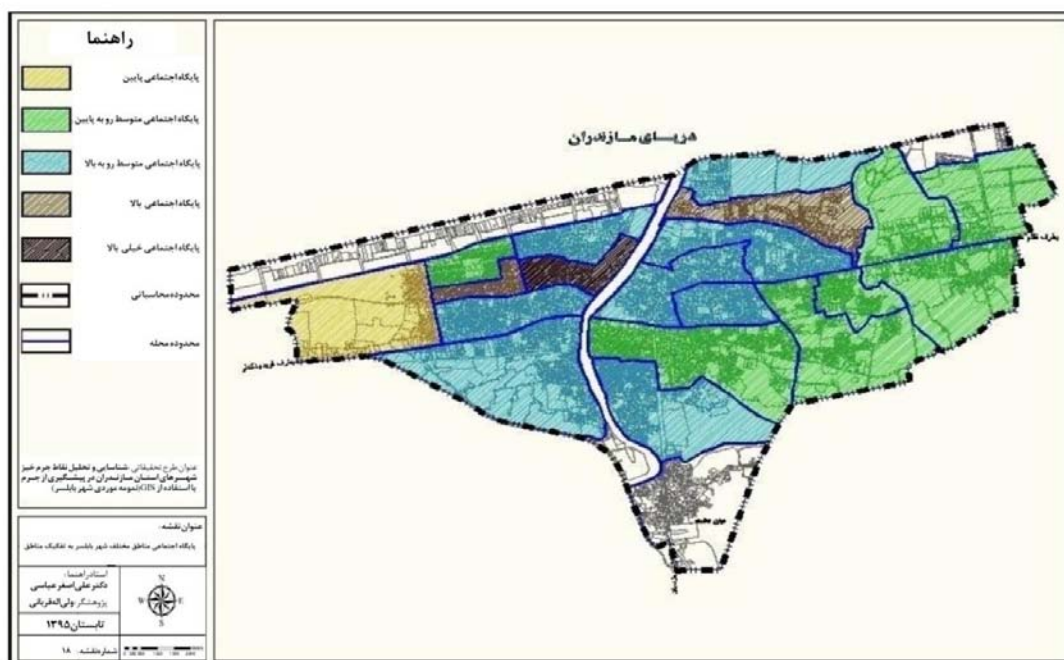 راهنما
پایگاه اجتماعی پایین
پایگاه اجتماعی متوسط رو به پایین
پایگاه اجتماعی متوسط رو به بالا
پایگاه اجتماعی بالا
پایگاه اجتماعی خیلی بالا
محدوده محاسباتی
محدوده محله
دریـــای مـــازندران
عنوان طرح تحقیقاتی: شناسایی و تحلیل نقاط جرم خیز
شهرهای استان مازندران در پیشگیری از جرم
با استفاده از GIS(نمونه موردی شهر بابلسر)
عنوان نقشه:
پایگاه اجتماعی مناطق مختلف شهر بابلسر به تفکیک مناطق
استاد راهنما:
دکتر علی اصغر عباسی
پژوهشگر: ولی اله قربانی
تابستان ۱۳۹۵
شماره نقشه: ۱۸
N
W E
S